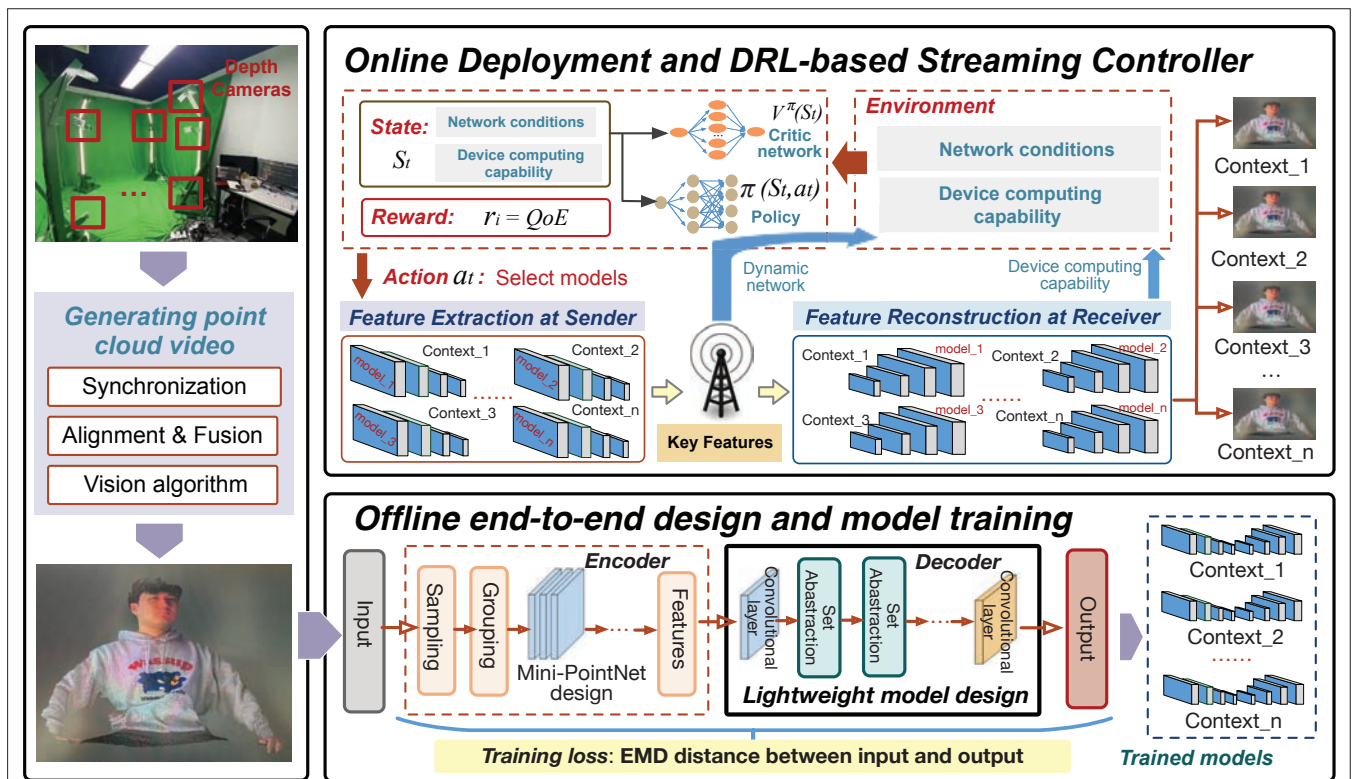 Depth
Cameras
...
Generating point
cloud video
Synchronization
Alignment & Fusion
Vision algorithm
Online Deployment and DRL-based Streaming Controller
State:
Network conditions
St
Device computing
capability
Reward: ri = QoE
...
Vπ(St)
Critic
network
π (St,at)
Policy
Environment
Network conditions
Device computing
capability
Action at : Select models
Dynamic
network
Device computing
capability
Feature Extraction at Sender
Context_1
model_1
Context_2
model_2
......
Context_3
model_3
Context_n
model_n
Key Features
Feature Reconstruction at Receiver
Context_1
model_1
Context_2
model_2
......
Context_3
model_3
Context_n
model_n
Context_1
Context_2
Context_3
...
Context_n
Offline end-to-end design and model training
Input
Encoder
Sampling
Grouping
Mini-PointNet
design
......
Features
Decoder
Convolutional
layer
Set
Abastraction
Set
Abastraction
......
Convolutional
layer
Lightweight model design
Output
Training loss: EMD distance between input and output
Context_1
Context_2
......
Context_n
Trained models